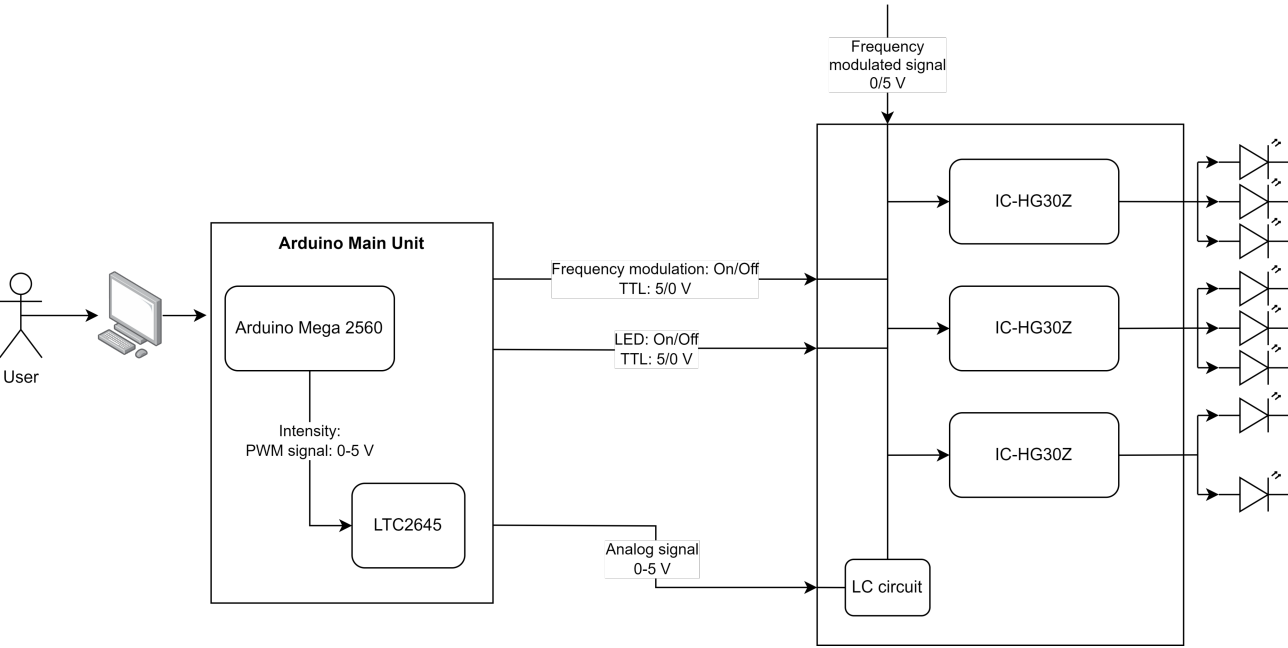 Frequency
modulated signal
0/5 V
IC-HG30Z
Arduino Main Unit
Frequency modulation: On/Off
TTL: 5/0 V
Arduino Mega 2560
IC-HG30Z
LED: On/Off
TTL: 5/0 V
User
Intensity:
PWM signal: 0-5 V
IC-HG30Z
LTC2645
Analog signal
0-5 V
LC circuit